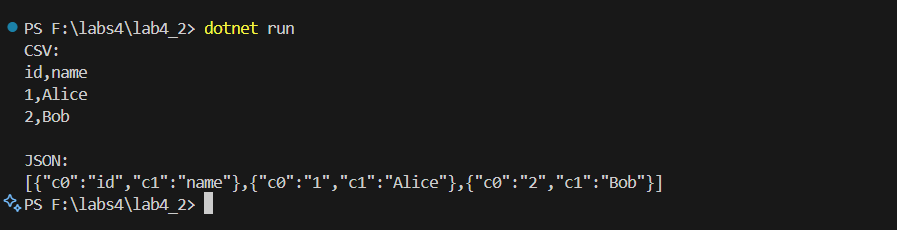 PS F:\labs4\lab4_2> dotnet run
CSV:
id,name
1,Alice
2,Bob
JSON:
[{"c0":"id","c1":"name"},{"c0":"1","c1":"Alice"},{"c0":"2","c1":"Bob"}]
PS F:\labs4\lab4_2>